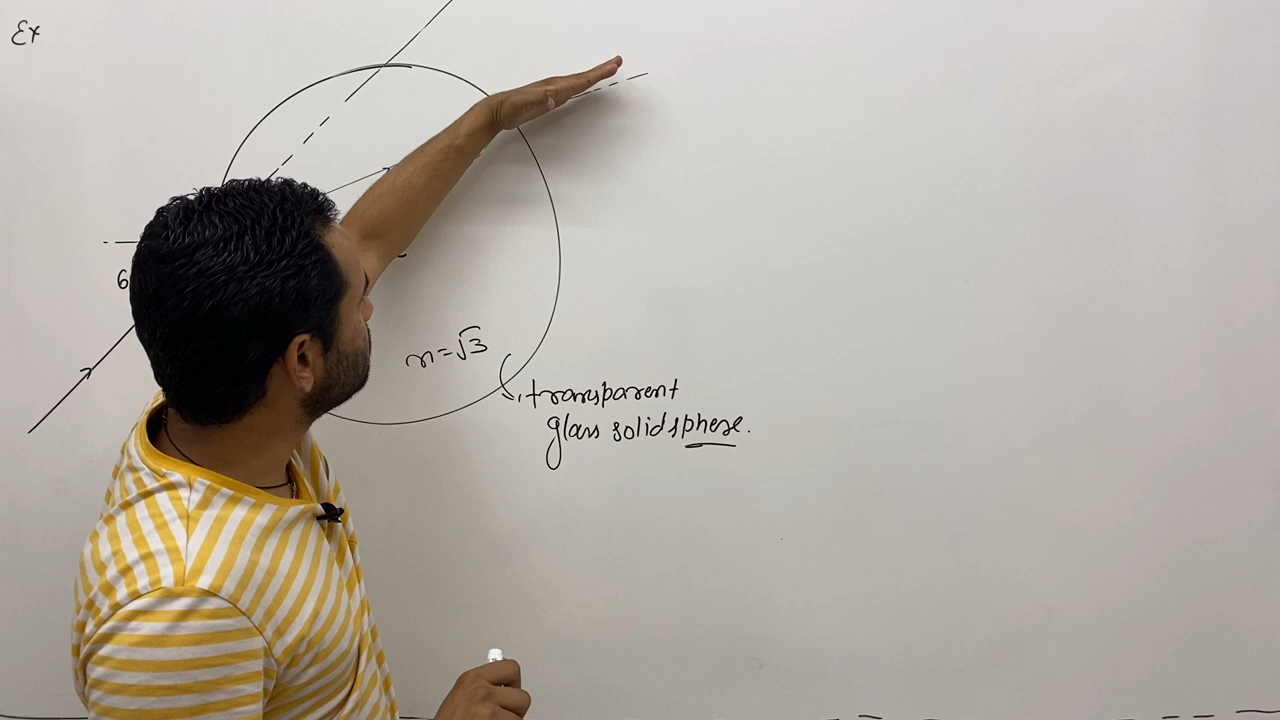 Ex
6
n=√3
transparent
glass solid sphere.